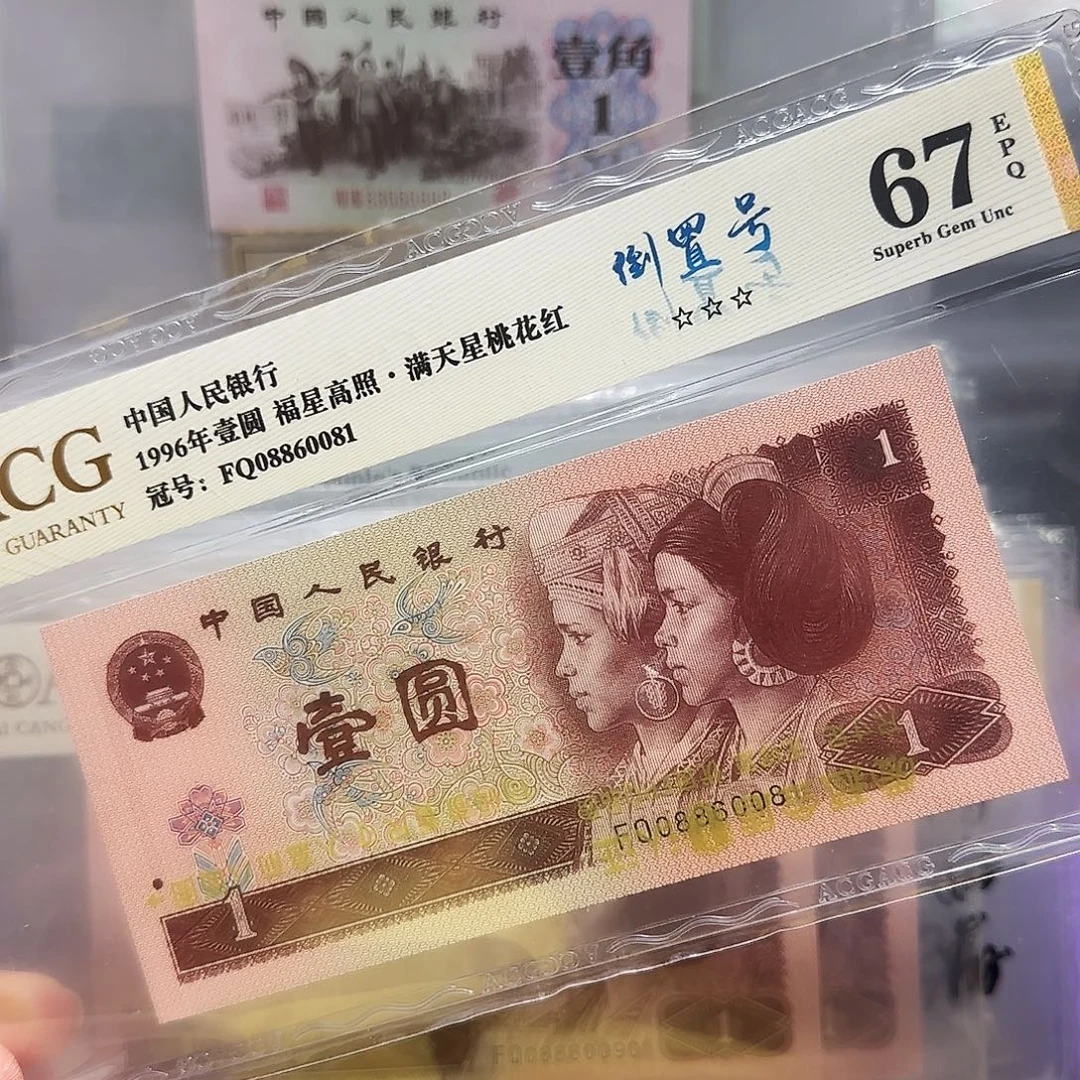 中国人民银行
壹角
1
67
EPQ
Superb Gem Unc
倒置号
☆☆☆
CG
GUARANTY
中国人民银行
1996年壹圆 福星高照·满天星桃花红
冠号：FQ08860081
中国人民银行
壹圆
1
1
FQ00886008
1